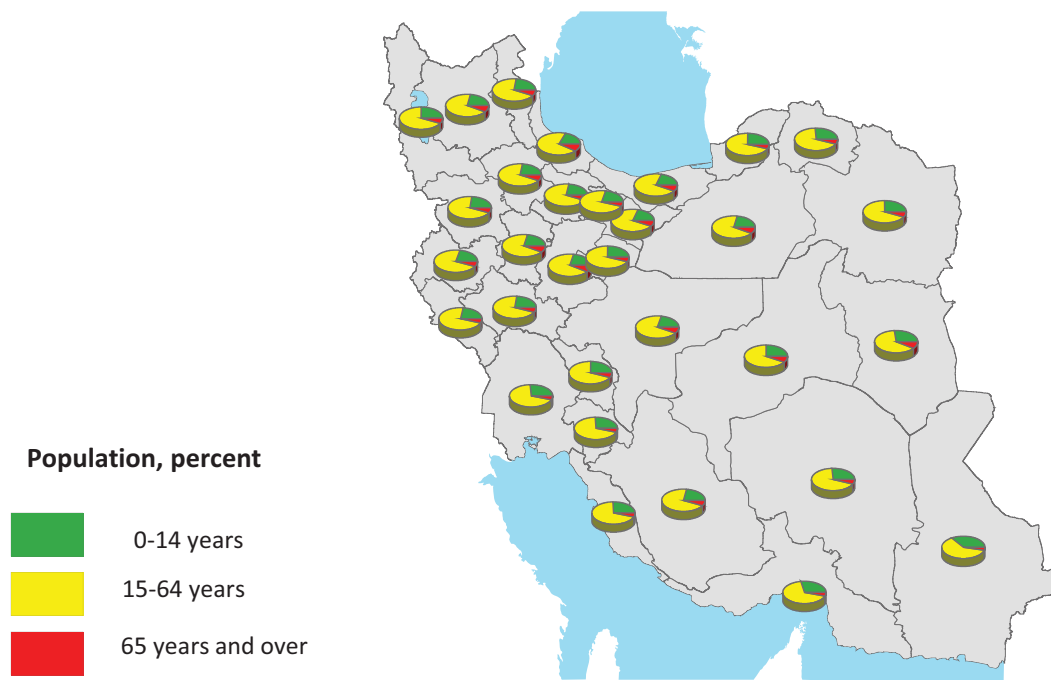 Population, percent
0-14 years
15-64 years
65 years and over